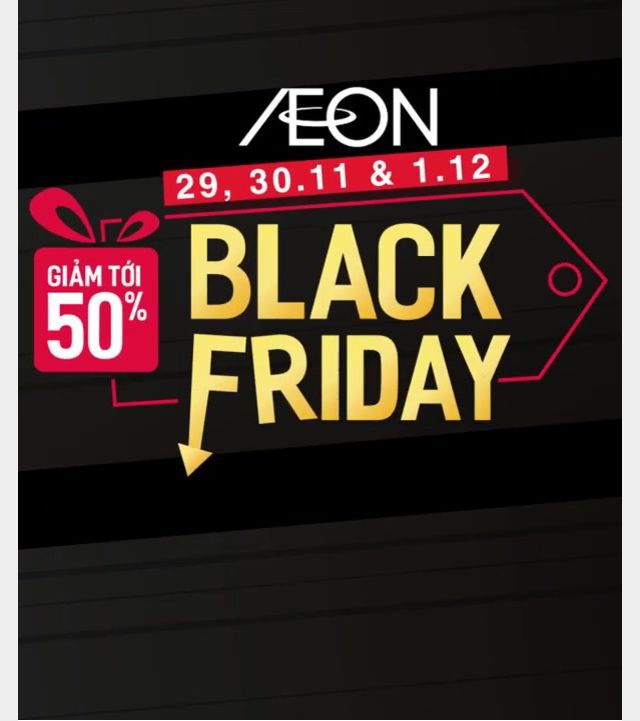 ÆON
29, 30.11 & 1.12
BLACK
FRIDAY
GIẢM TỚI
50%